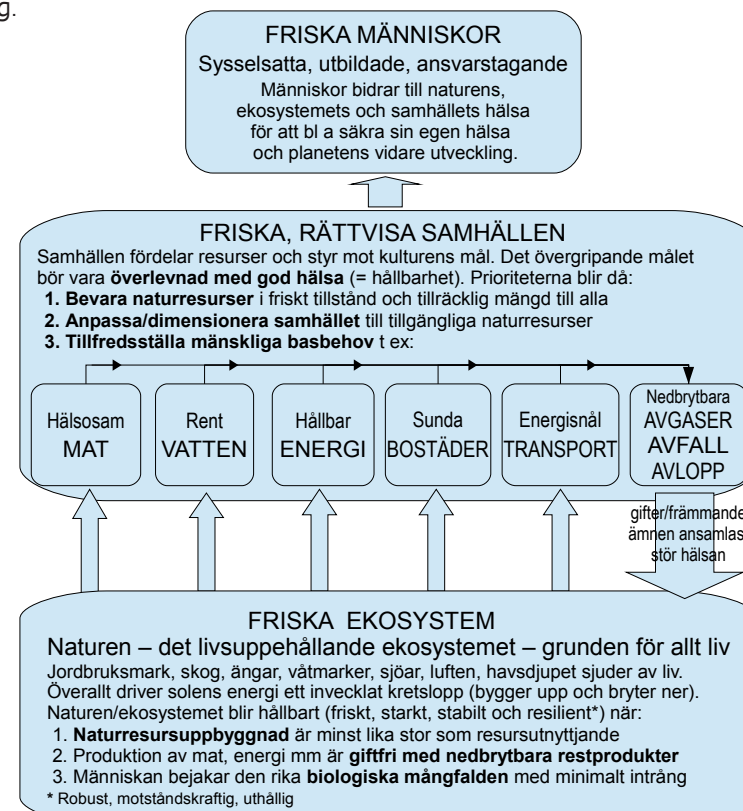 g.
FRISKA MÄNNISKOR
Sysselsatta, utbildade, ansvarstagande
Människor bidrar till naturens,
ekosystemets och samhällets hälsa
för att bl a säkra sin egen hälsa
och planetens vidare utveckling.
FRISKA, RÄTTVISA SAMHÄLLEN
Samhällen fördelar resurser och styr mot kulturens mål. Det övergripande målet
bör vara överlevnad med god hälsa (= hållbarhet). Prioriteterna blir då:
1. Bevara naturresurser i friskt tillstånd och tillräcklig mängd till alla
2. Anpassa/dimensionera samhället till tillgängliga naturresurser
3. Tillfredsställa mänskliga basbehov t ex:
Hälsosam
MAT
Rent
VATTEN
Hållbar
ENERGI
Sunda
BOSTÄDER
Energisnål
TRANSPORT
Nedbrytbara
AVGASER
AVFALL
AVLOPP
gifter/främmande
ämnen ansamlas
stör hälsan
FRISKA EKOSYSTEM
Naturen – det livsuppehållande ekosystemet – grunden för allt liv
Jordbruksmark, skog, ängar, våtmarker, sjöar, luften, havsdjupet sjuder av liv.
Överallt driver solens energi ett invecklat kretslopp (bygger upp och bryter ner).
Naturen/ekosystemet blir hållbart (friskt, starkt, stabilt och resilient*) när:
1. Naturresursuppbyggnad är minst lika stor som resursutnyttjande
2. Produktion av mat, energi mm är giftfri med nedbrytbara restprodukter
3. Människan bejakar den rika biologiska mångfalden med minimalt intrång
* Robust, motståndskraftig, uthållig